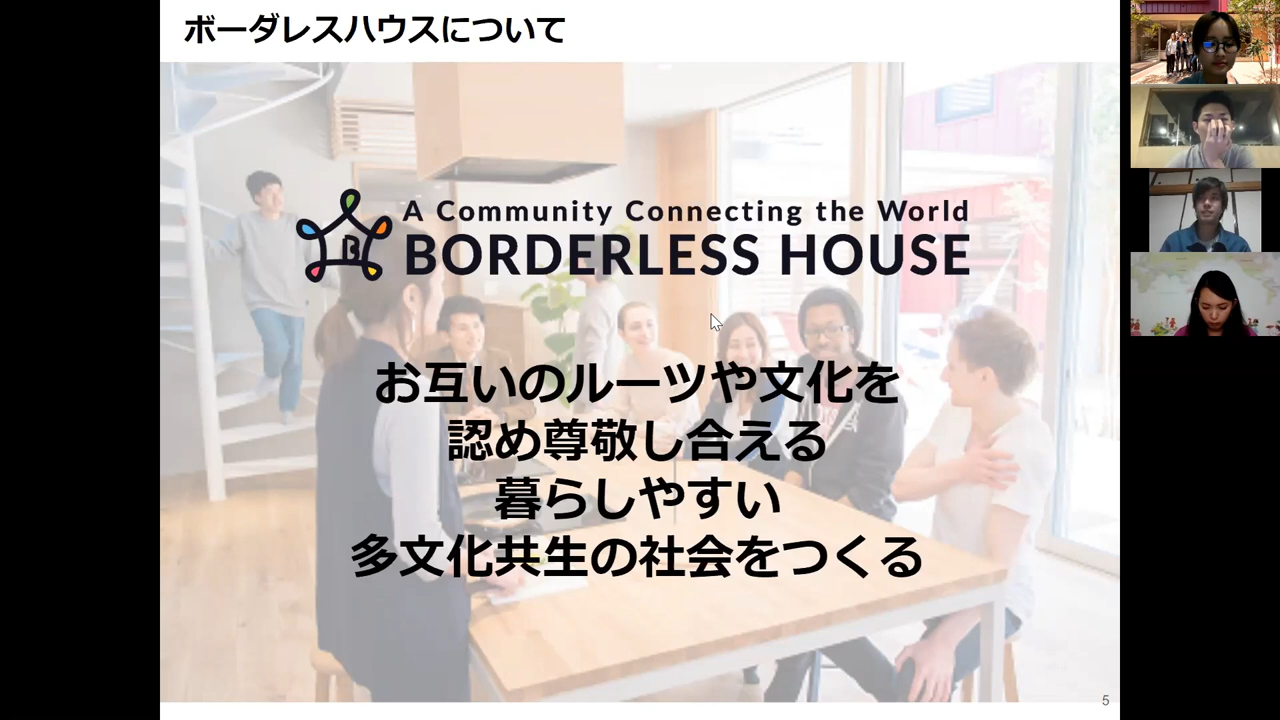 ボーダレスハウスについて
A Community Connecting the World
BORDERLESS HOUSE
お互いのルーツや文化を
認め尊敬し合える
暮らしやすい
多文化共生の社会をつくる
5